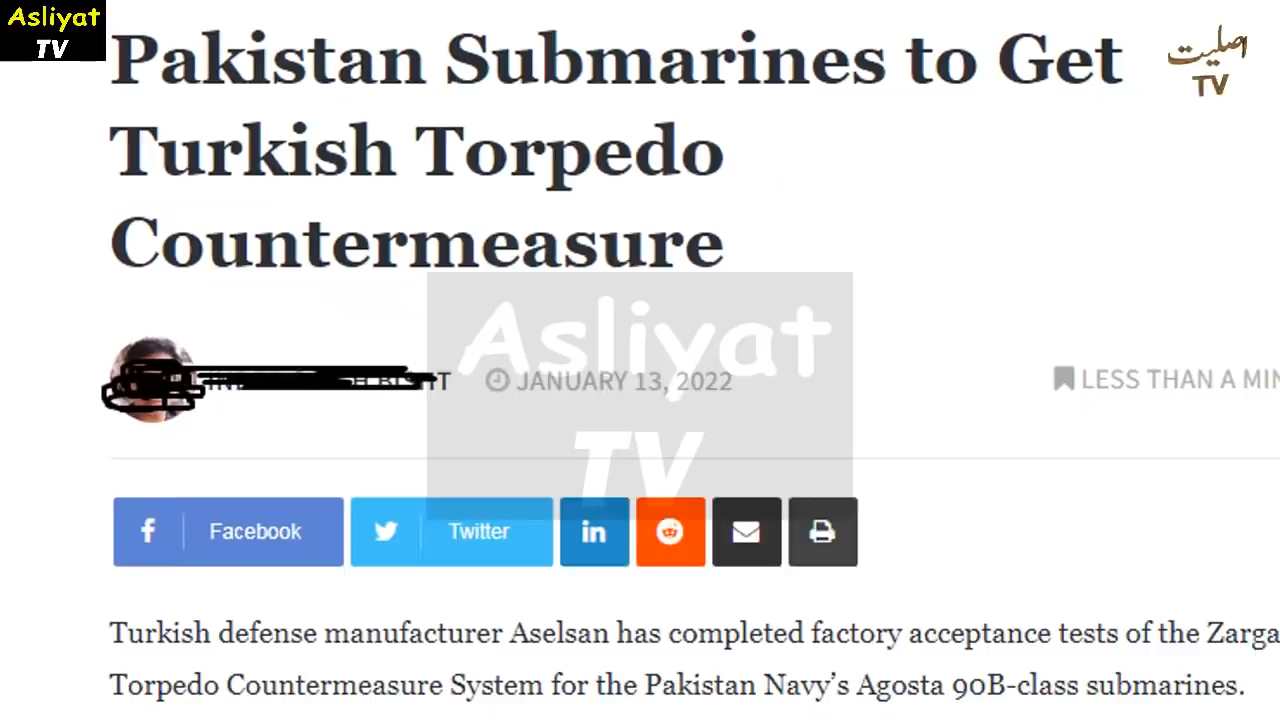 Asliyat
TV
Pakistan Submarines to Get
Turkish Torpedo
Countermeasure
اصلیت
TV
Asliyat
TV
JANUARY 13, 2022
LESS THAN A MIN
Facebook
Twitter
in
Turkish defense manufacturer Aselsan has completed factory acceptance tests of the Zarga
Torpedo Countermeasure System for the Pakistan Navy’s Agosta 90B-class submarines.